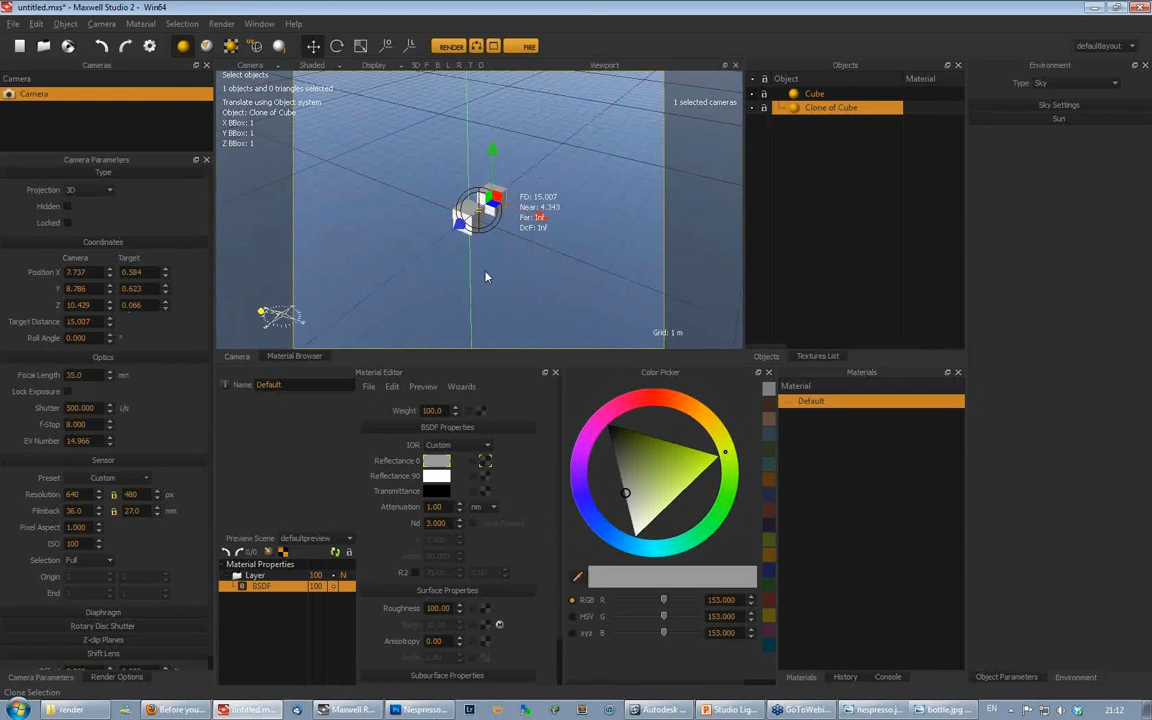 untitled.mxs* - Maxwell Studio 2 - Win64
File Edit Object Camera Material Selection Render Window Help
RENDER FIRE defaultlayout
Cameras
Camera
Camera
Camera Parameters
Type
Projection 3D
Hidden
Locked
Coordinates
Camera Target
Position X 7.737 0.584
Y 8.786 0.623
Z 10.429 0.066
Target Distance 15.007
Roll Angle 0.000 °
Optics
Focal Length 35.0 mm
Lock Exposure
Shutter 500.000 1/s
f-Stop 8.000
EV Number 14.966
Sensor
Preset Custom
Resolution 640 480 px
Filmback 36.0 27.0 mm
Pixel Aspect 1.000
ISO 100
Selection Full
Origin
End
Diaphragm
Rotary Disc Shutter
Z-clip Planes
Shift Lens
Camera Parameters Render Options
Clone Selection
Camera Shaded Display 3D F B L R T D Viewport
Select objects
1 objects and 0 triangles selected
Translate using Object system
Object: Clone of Cube
X BBox: 1
Y BBox: 1
Z BBox: 1
1 selected cameras
FD: 15.007
Near: 4.343
Far: Inf
DcF: Inf
Grid: 1 m
Camera Material Browser
Objects
Object Material
Cube
Clone of Cube
Objects Textures List
Environment
Type Sky
Sky Settings
Sun
Material Editor
Name Default
File Edit Preview Wizards
Weight 100.0
BSDF Properties
IOR Custom
Reflectance 0
Reflectance 90
Transmittance
Attenuation 1.00 nm
Nd 3.000
R2
Surface Properties
Roughness 100.00
Anisotropy 0.00
Subsurface Properties
Preview Scene defaultpreview
0/0
Material Properties
Layer 100 N
BSDF 100
Color Picker
RGB R 153.000
HSV G 153.000
xyz B 153.000
Materials
Material
Default
Materials History Console
Object Parameters Environment
render Before you... untitled.m... Maxwell R... Nespresso... Autodesk ... Studio Ligh... GoToWebi... nespresso.j... bottle.jpg ... EN 21:12